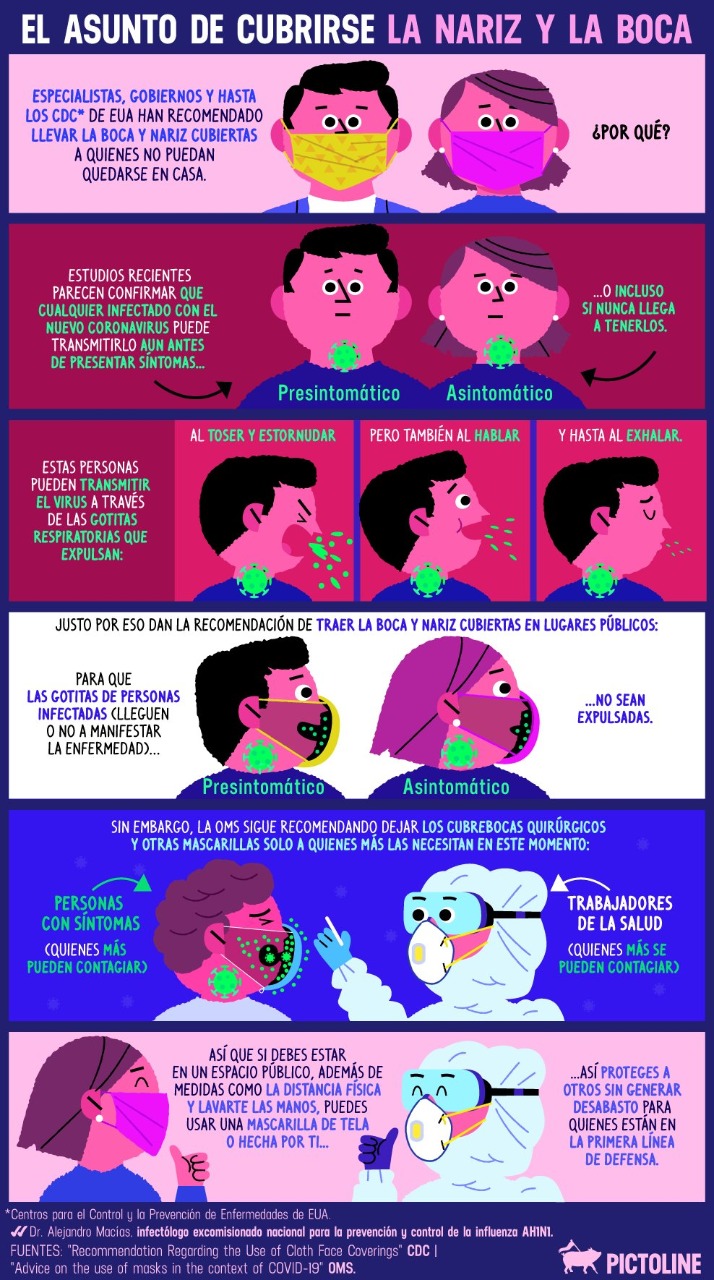 EL ASUNTO DE CUBRIRSE LA NARIZ Y LA BOCA
ESPECIALISTAS, GOBIERNOS Y HASTA
LOS CDC* DE EUA HAN RECOMENDADO
LLEVAR LA BOCA Y NARIZ CUBIERTAS
A QUIENES NO PUEDAN
QUEDARSE EN CASA.
¿POR QUÉ?
ESTUDIOS RECIENTES
PARECEN CONFIRMAR QUE
CUALQUIER INFECTADO CON EL
NUEVO CORONAVIRUS PUEDE
TRANSMITIRLO AUN ANTES
DE PRESENTAR SÍNTOMAS...
...O INCLUSO
SI NUNCA LLEGA
A TENERLOS.
Presintomático
Asintomático
ESTAS PERSONAS
PUEDEN TRANSMITIR
EL VIRUS A TRAVÉS
DE LAS GOTITAS
RESPIRATORIAS QUE
EXPULSAN:
AL TOSER Y ESTORNUDAR
PERO TAMBIÉN AL HABLAR
Y HASTA AL EXHALAR.
JUSTO POR ESO DAN LA RECOMENDACIÓN DE TRAER LA BOCA Y NARIZ CUBIERTAS EN LUGARES PÚBLICOS:
PARA QUE
LAS GOTITAS DE PERSONAS
INFECTADAS (LLEGUEN
O NO A MANIFESTAR
LA ENFERMEDAD)...
...NO SEAN
EXPULSADAS.
Presintomático
Asintomático
SIN EMBARGO, LA OMS SIGUE RECOMENDANDO DEJAR LOS CUBREBOCAS QUIRÚRGICOS
Y OTRAS MASCARILLAS SOLO A QUIENES MÁS LAS NECESITAN EN ESTE MOMENTO:
PERSONAS
CON SÍNTOMAS
(QUIENES MÁS
PUEDEN CONTAGIAR)
TRABAJADORES
DE LA SALUD
(QUIENES MÁS SE
PUEDEN CONTAGIAR)
ASÍ QUE SI DEBES ESTAR
EN UN ESPACIO PÚBLICO, ADEMÁS DE
MEDIDAS COMO LA DISTANCIA FÍSICA
Y LAVARTE LAS MANOS, PUEDES
USAR UNA MASCARILLA DE TELA
O HECHA POR TI...
...ASÍ PROTEGES A
OTROS SIN GENERAR
DESABASTO PARA
QUIENES ESTÁN EN
LA PRIMERA LÍNEA
DE DEFENSA.
*Centros para el Control y la Prevención de Enfermedades de EUA.
Dr. Alejandro Macías, infectólogo excomisionado nacional para la prevención y control de la influenza AH1N1.
FUENTES: "Recommendation Regarding the Use of Cloth Face Coverings" CDC |
"Advice on the use of masks in the context of COVID-19" OMS.
PICTOLINE